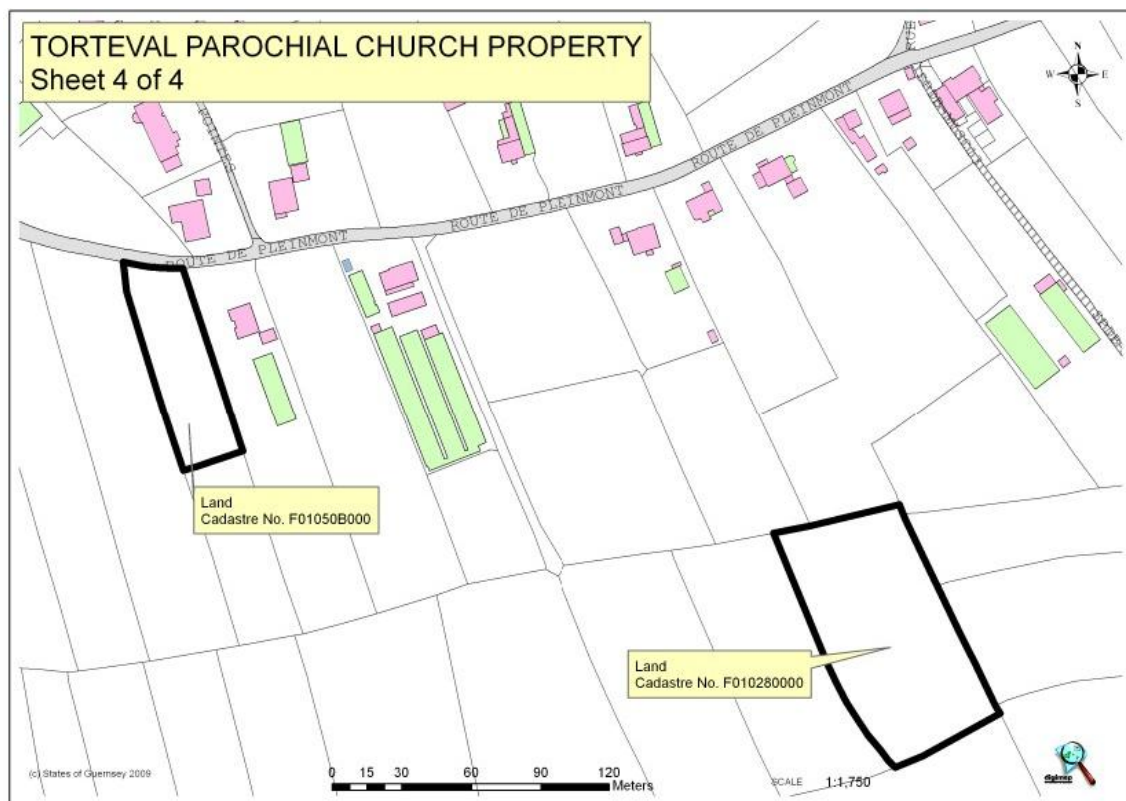 TORTEVAL PAROCHIAL CHURCH PROPERTY
Sheet 4 of 4
N
W E
S
ROUTE DE PLEINMONT
ROUTE DE PLEINMONT
ROUTE DE PLEINMONT
Land
Cadastre No. F01050B000
Land
Cadastre No. F010280000
(c) States of Guernsey 2009
0 15 30 60 90 120
Meters
SCALE 1:1,750
digimap